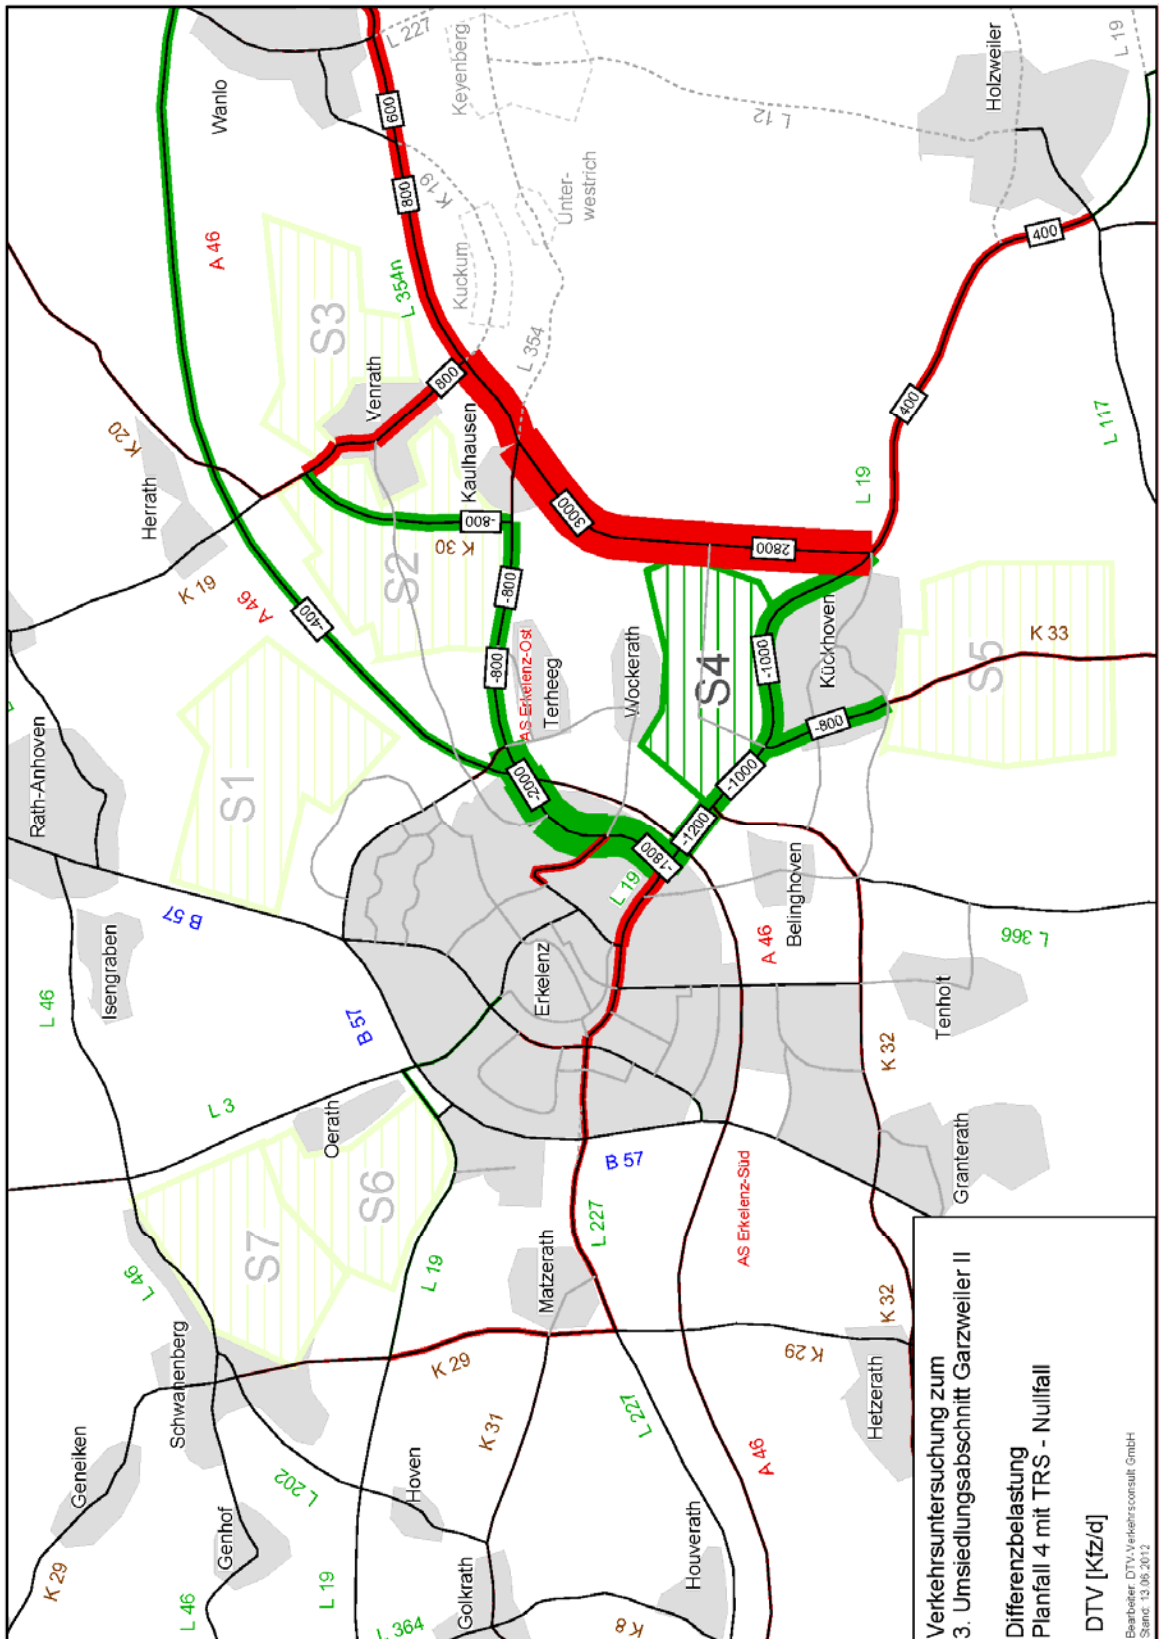 Wanlo
L 227
Keyenberg
Holzweiler
L 19
600
L 12
800
K 19
Unter-
westrich
A 46
L 354n
Kuckum
400
S3
L 354
Venrath
800
K 20
Kaulhausen
400
L 117
Herrath
-800
3000
L 19
K 30
2800
K 19
S2
A 46
-400
-800
-800
AS Erkelenz-Ost
Terheeg
Wockerath
S4
-1000
Kückhoven
K 33
S5
-800
Rath-Anhoven
S1
-2000
-1000
-1200
-1800
L 19
Belinghoven
B 57
Isengraben
L 46
A 46
L 366
Erkelenz
Tenholt
B 57
K 32
L 3
Oerath
B 57
Granterath
S6
S7
L 227
AS Erkelenz-Süd
L 46
L 19
Matzerath
K 32
Schwanenberg
K 29
K 29
Hetzerath
L 227
K 31
A 46
Geneiken
L 202
Hoven
Genhof
K 29
L 46
L 19
Golkrath
Houverath
L 364
K 8
Verkehrsuntersuchung zum
3. Umsiedlungsabschnitt Garzweiler II
Differenzbelastung
Planfall 4 mit TRS - Nullfall
DTV [Kfz/d]
Bearbeiter: DTV-Verkehrsconsult GmbH
Stand: 13.06.2012